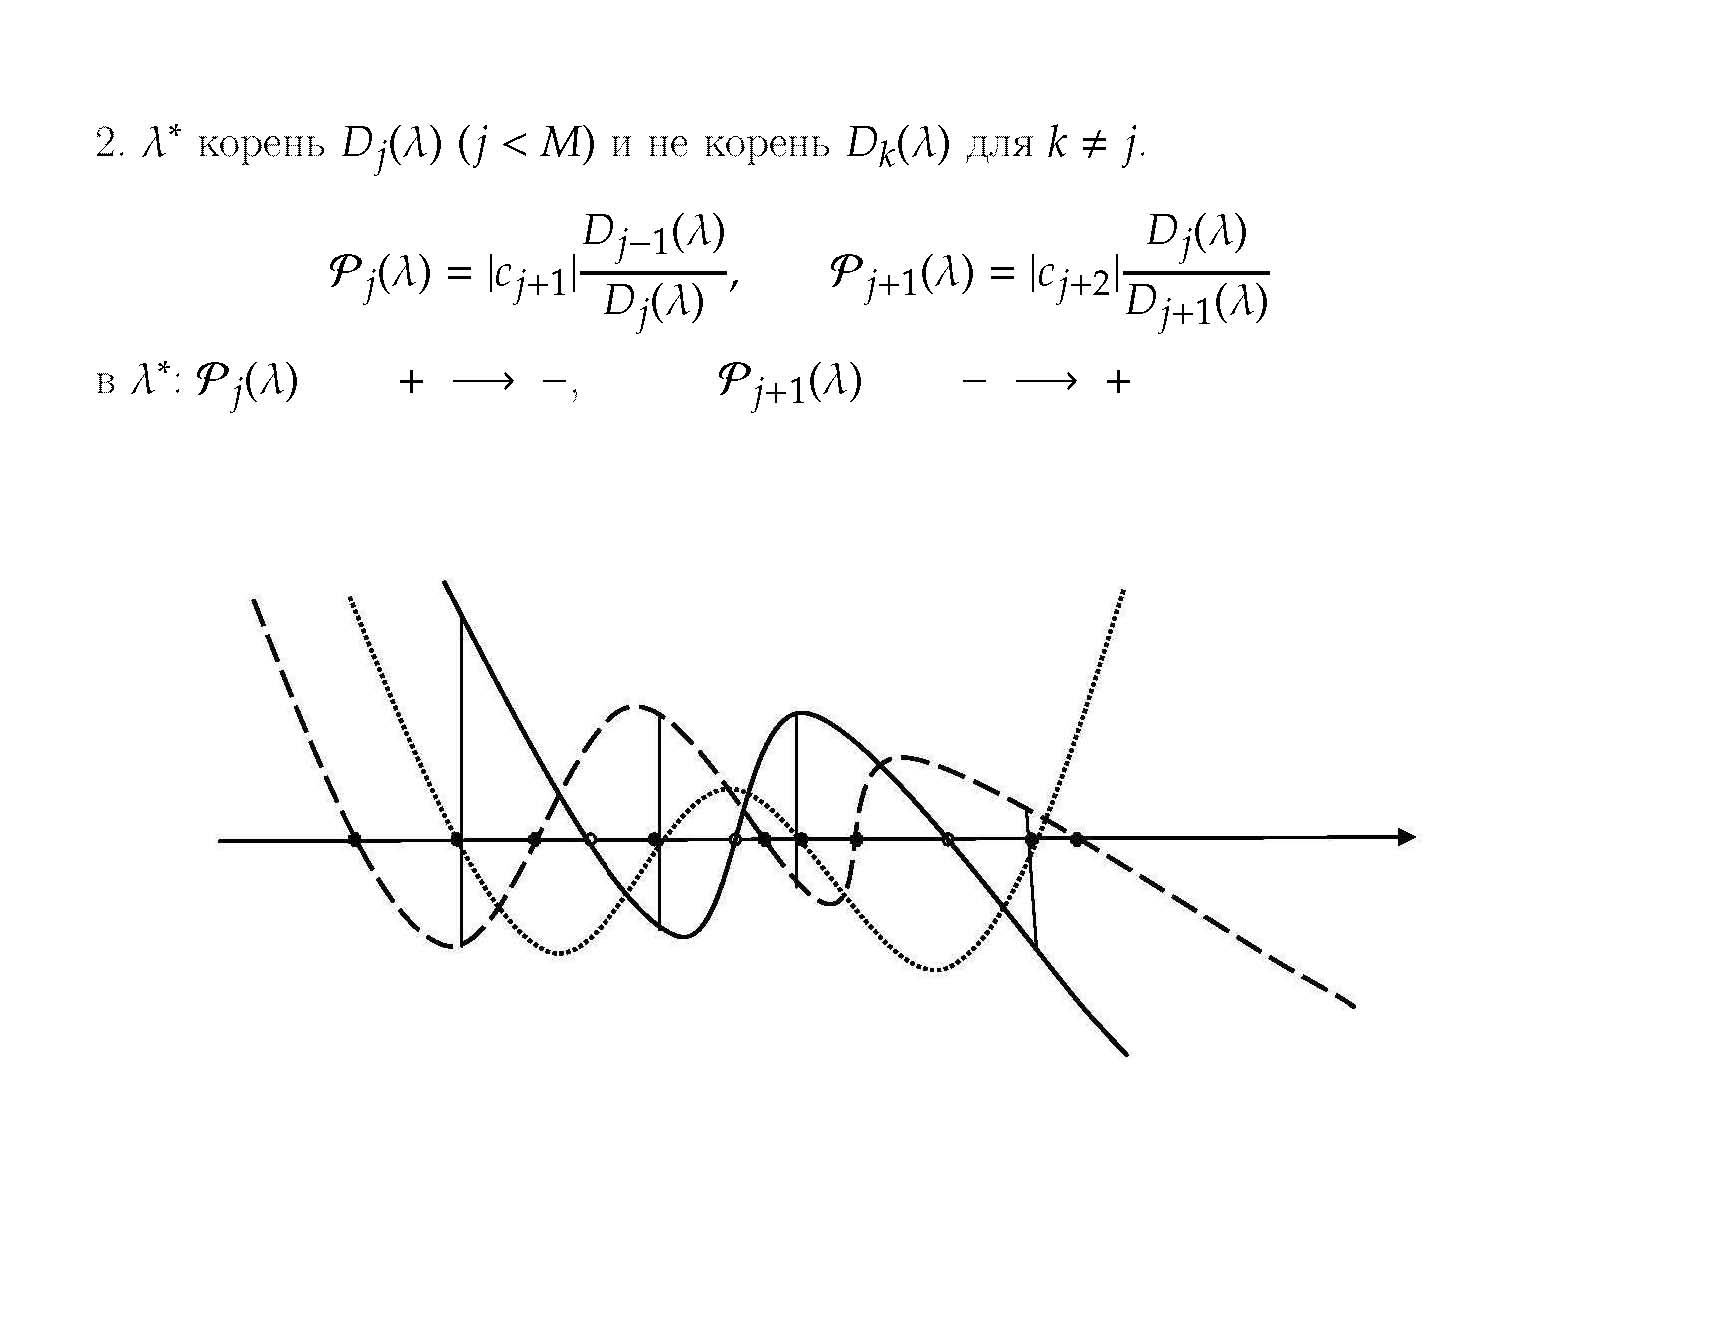 2. λ* корень D_j(λ) (j < M) и не корень D_k(λ) для k ≠ j.
𝒫_j(λ) = |c_{j+1}| D_{j−1}(λ) / D_j(λ), 𝒫_{j+1}(λ) = |c_{j+2}| D_j(λ) / D_{j+1}(λ)
в λ*: 𝒫_j(λ) + ⟶ −, 𝒫_{j+1}(λ) − ⟶ +